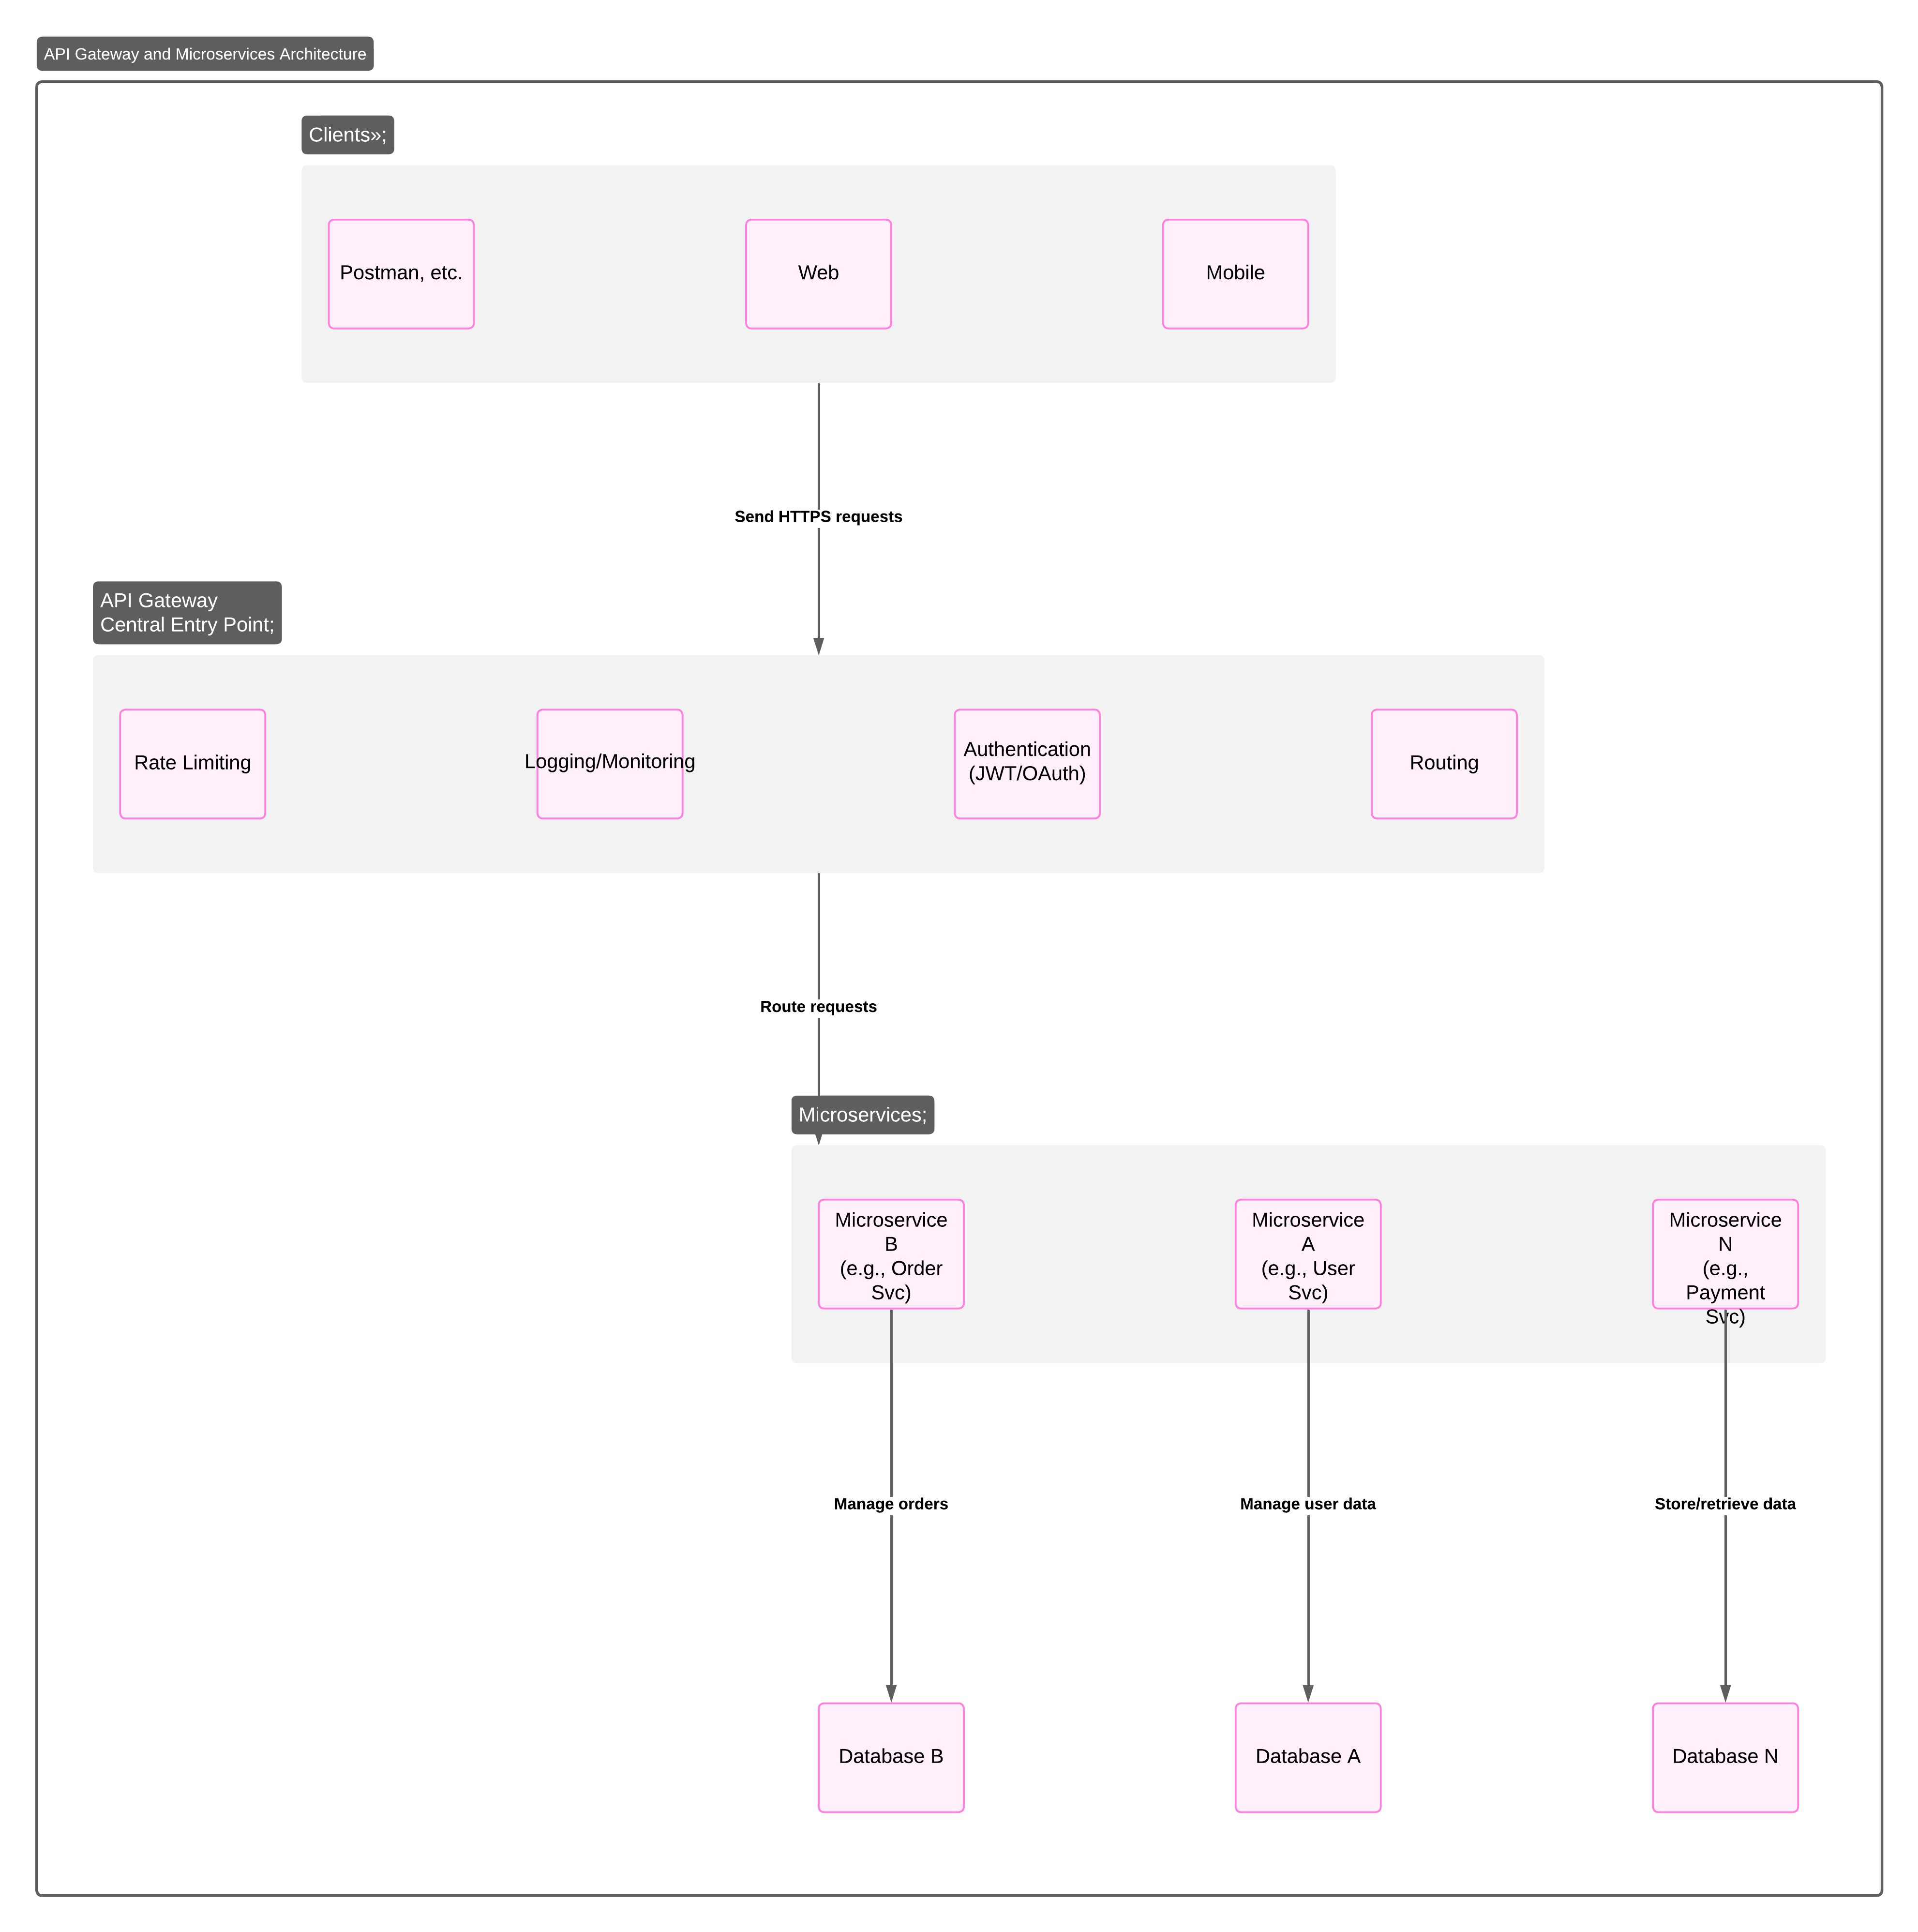 API Gateway and Microservices Architecture
Clients»;
Postman, etc.
Web
Mobile
Send HTTPS requests
API Gateway
Central Entry Point;
Rate Limiting
Logging/Monitoring
Authentication
(JWT/OAuth)
Routing
Route requests
Microservices;
Microservice
B
(e.g., Order
Svc)
Microservice
A
(e.g., User
Svc)
Microservice
N
(e.g.,
Payment
Svc)
Manage orders
Manage user data
Store/retrieve data
Database B
Database A
Database N